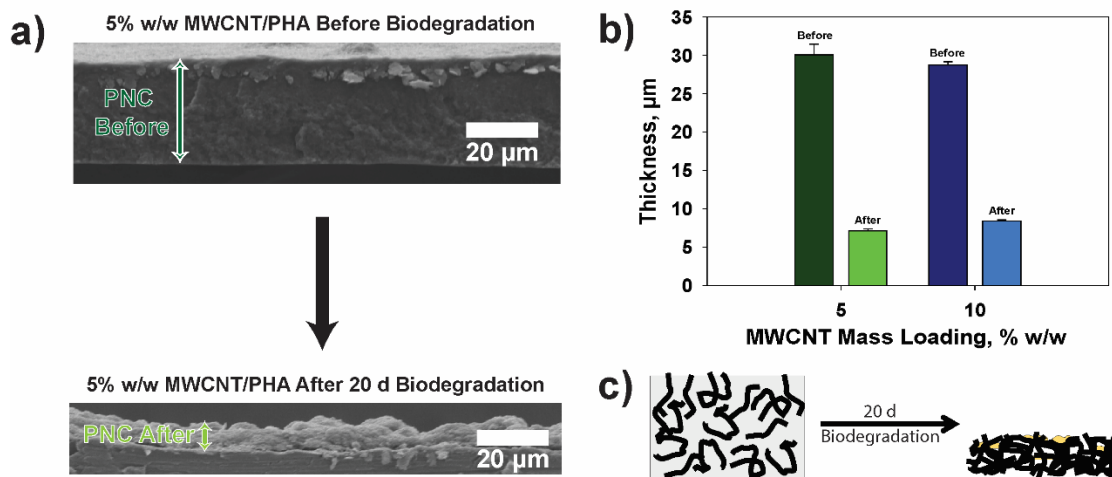 a)
5% w/w MWCNT/PHA Before Biodegradation
PNC
Before
20 µm
5% w/w MWCNT/PHA After 20 d Biodegradation
PNC After
20 µm
b)
Thickness, µm
35
30
25
20
15
10
5
0
Before
After
Before
After
5
10
MWCNT Mass Loading, % w/w
c)
20 d
Biodegradation